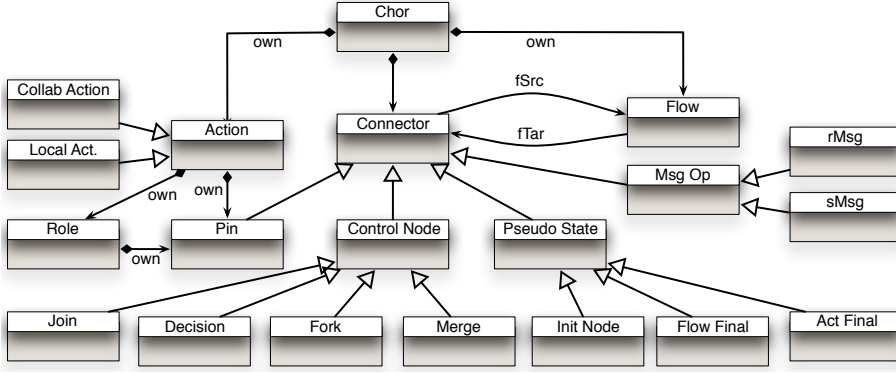 Chor
own
own
fSrc
Collab Action
Flow
Action
Connector
fTar
rMsg
Local Act.
Msg Op
own
own
sMsg
Role
Pin
Control Node
Pseudo State
own
Join
Decision
Fork
Merge
Init Node
Flow Final
Act Final